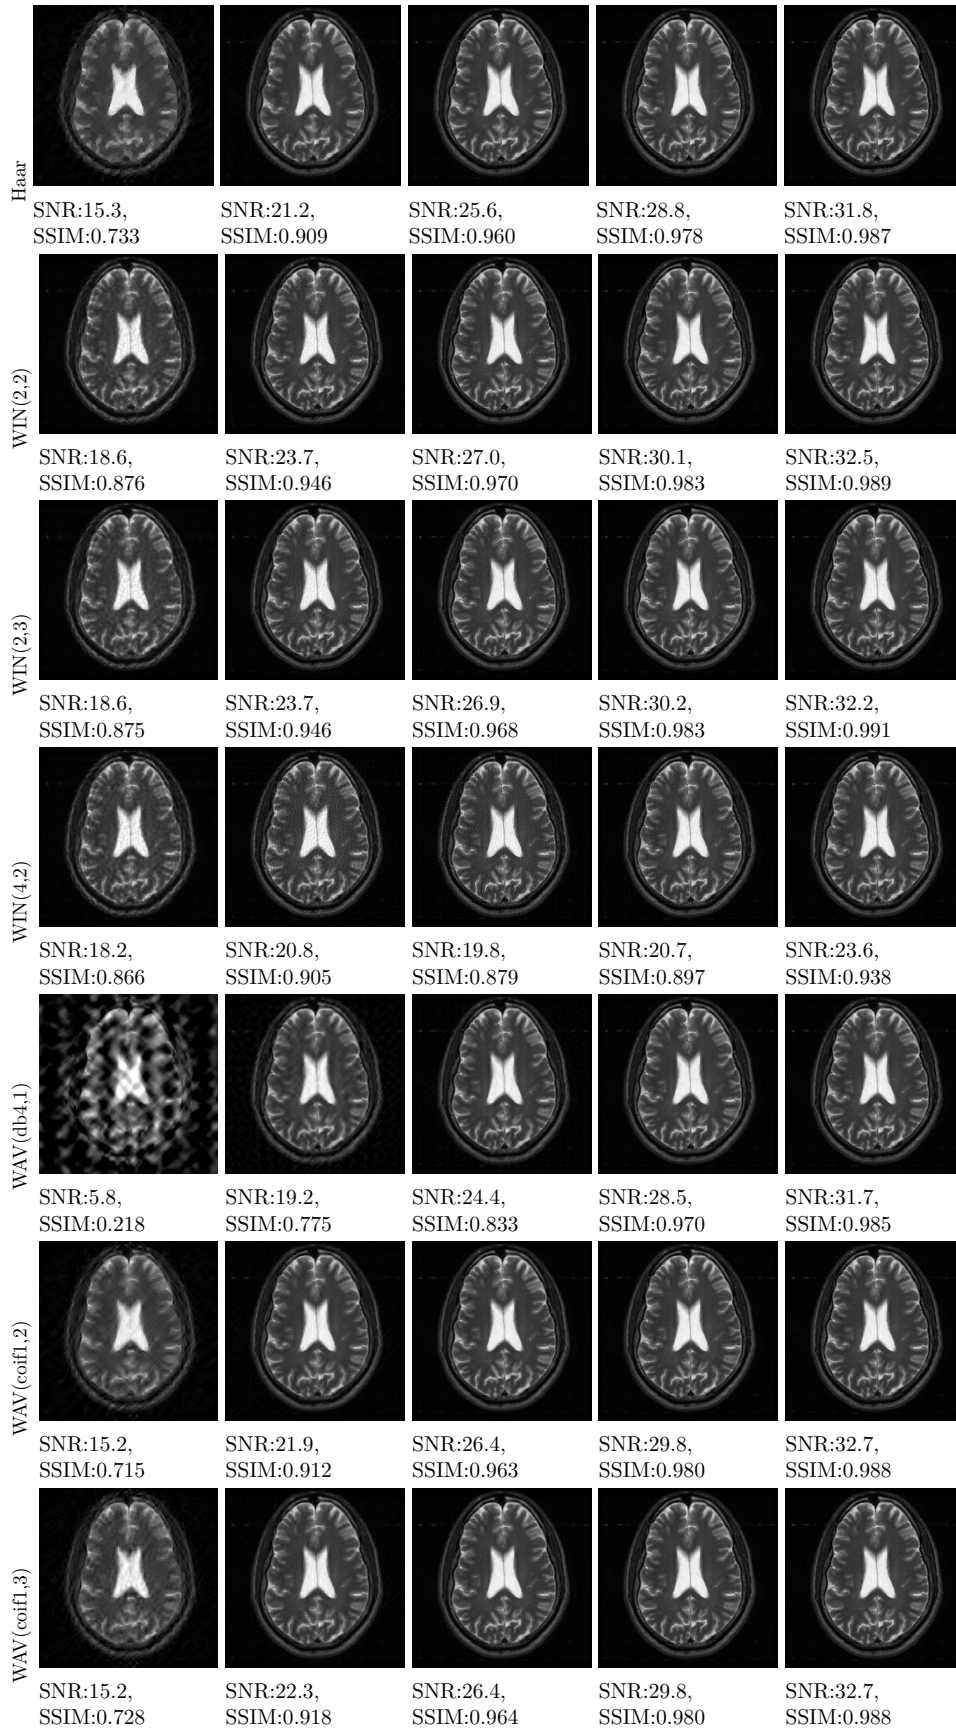 Haar
SNR:15.3,
SSIM:0.733
SNR:21.2,
SSIM:0.909
SNR:25.6,
SSIM:0.960
SNR:28.8,
SSIM:0.978
SNR:31.8,
SSIM:0.987
WIN(2,2)
SNR:18.6,
SSIM:0.876
SNR:23.7,
SSIM:0.946
SNR:27.0,
SSIM:0.970
SNR:30.1,
SSIM:0.983
SNR:32.5,
SSIM:0.989
WIN(2,3)
SNR:18.6,
SSIM:0.875
SNR:23.7,
SSIM:0.946
SNR:26.9,
SSIM:0.968
SNR:30.2,
SSIM:0.983
SNR:32.2,
SSIM:0.991
WIN(4,2)
SNR:18.2,
SSIM:0.866
SNR:20.8,
SSIM:0.905
SNR:19.8,
SSIM:0.879
SNR:20.7,
SSIM:0.897
SNR:23.6,
SSIM:0.938
WAV(db4,1)
SNR:5.8,
SSIM:0.218
SNR:19.2,
SSIM:0.775
SNR:24.4,
SSIM:0.833
SNR:28.5,
SSIM:0.970
SNR:31.7,
SSIM:0.985
WAV(coif1,2)
SNR:15.2,
SSIM:0.715
SNR:21.9,
SSIM:0.912
SNR:26.4,
SSIM:0.963
SNR:29.8,
SSIM:0.980
SNR:32.7,
SSIM:0.988
WAV(coif1,3)
SNR:15.2,
SSIM:0.728
SNR:22.3,
SSIM:0.918
SNR:26.4,
SSIM:0.964
SNR:29.8,
SSIM:0.980
SNR:32.7,
SSIM:0.988